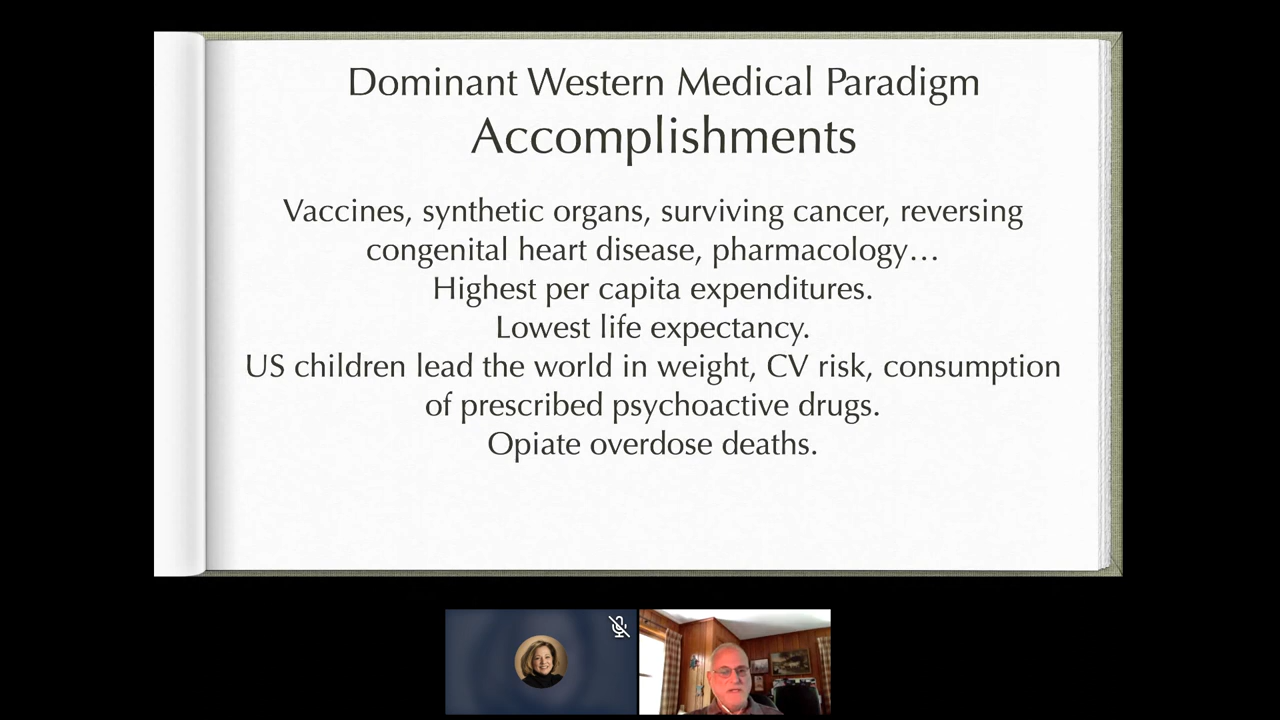 Dominant Western Medical Paradigm
Accomplishments
Vaccines, synthetic organs, surviving cancer, reversing
congenital heart disease, pharmacology…
Highest per capita expenditures.
Lowest life expectancy.
US children lead the world in weight, CV risk, consumption
of prescribed psychoactive drugs.
Opiate overdose deaths.